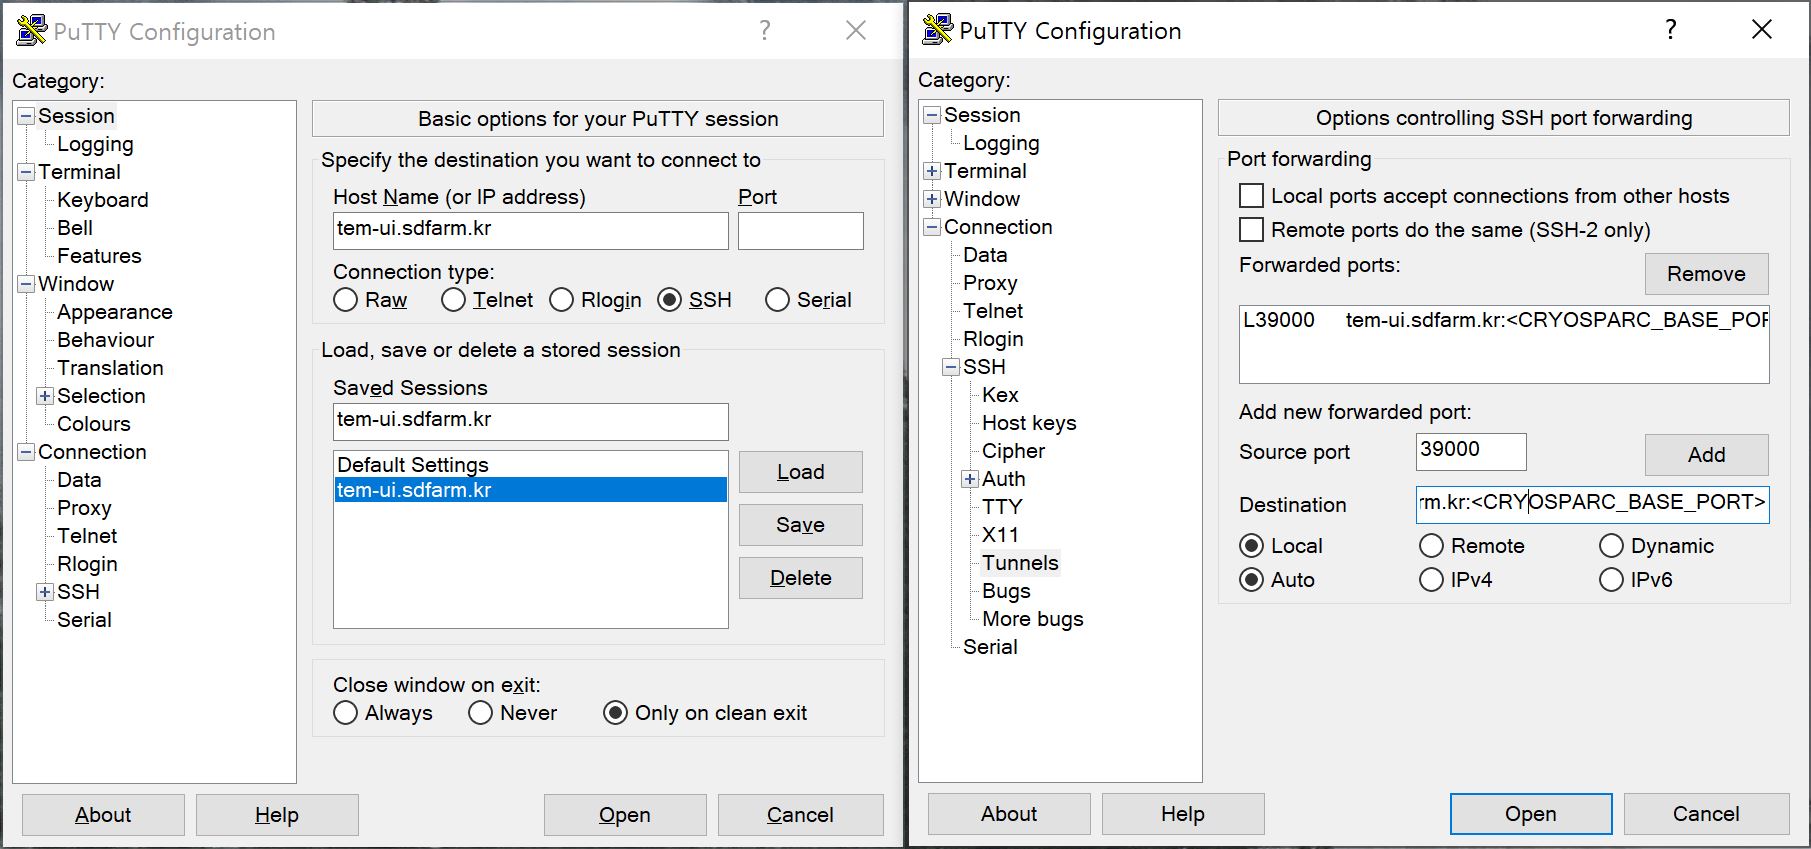 PuTTY Configuration
?
Category:
Session
Logging
Terminal
Keyboard
Bell
Features
Window
Appearance
Behaviour
Translation
Selection
Colours
Connection
Data
Proxy
Telnet
Rlogin
SSH
Serial
Basic options for your PuTTY session
Specify the destination you want to connect to
Host Name (or IP address) Port
tem-ui.sdfarm.kr
Connection type:
Raw Telnet Rlogin SSH Serial
Load, save or delete a stored session
Saved Sessions
tem-ui.sdfarm.kr
Default Settings
tem-ui.sdfarm.kr
Load
Save
Delete
Close window on exit:
Always Never Only on clean exit
About Help Open Cancel
PuTTY Configuration
?
Category:
Session
Logging
Terminal
Window
Connection
Data
Proxy
Telnet
Rlogin
SSH
Kex
Host keys
Cipher
Auth
TTY
X11
Tunnels
Bugs
More bugs
Serial
Options controlling SSH port forwarding
Port forwarding
Local ports accept connections from other hosts
Remote ports do the same (SSH-2 only)
Forwarded ports:
Remove
L39000 tem-ui.sdfarm.kr:<CRYOSPARC_BASE_POR
Add new forwarded port:
Source port 39000 Add
Destination rm.kr:<CRYOSPARC_BASE_PORT>
Local Remote Dynamic
Auto IPv4 IPv6
About Help Open Cancel